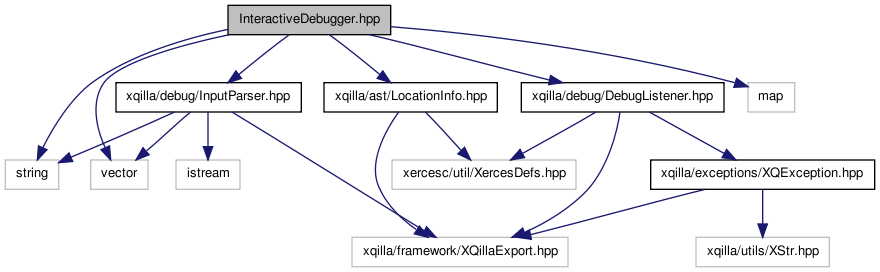 InteractiveDebugger.hpp
xqilla/debug/InputParser.hpp
xqilla/ast/LocationInfo.hpp
xqilla/debug/DebugListener.hpp
map
string
vector
istream
xercesc/util/XercesDefs.hpp
xqilla/exceptions/XQException.hpp
xqilla/framework/XQillaExport.hpp
xqilla/utils/XStr.hpp